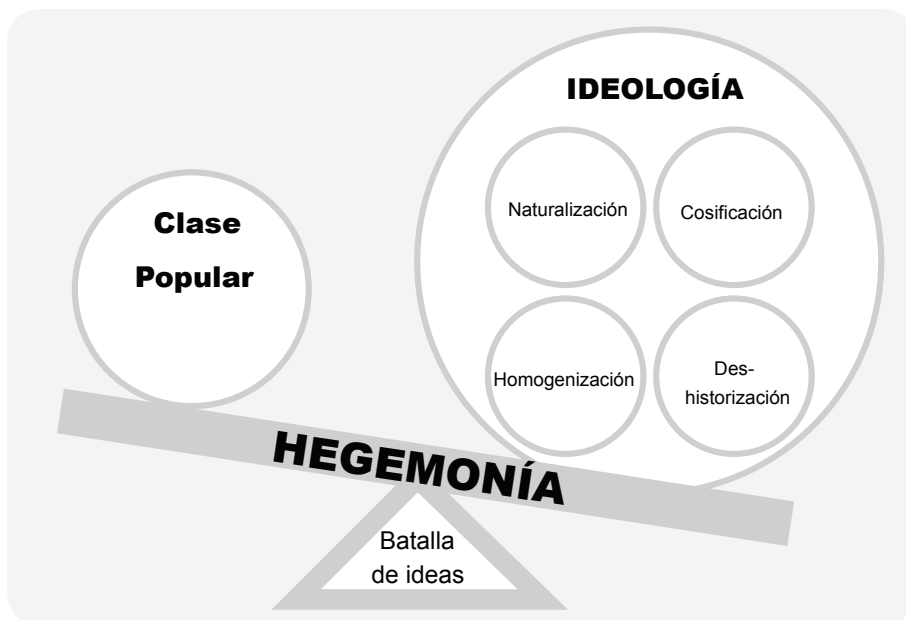 IDEOLOGÍA
Naturalización
Cosificación
Clase
Popular
Homogenización
Des-
historización
HEGEMONÍA
Batalla
de ideas